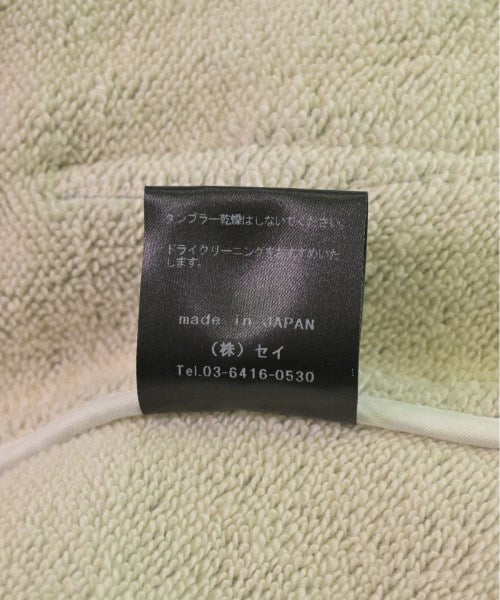 タンブラー乾燥はしないでください。
ドライクリーニングをおすすめいた
します。
made in JAPAN
(株) セイ
Tel.03-6416-0530